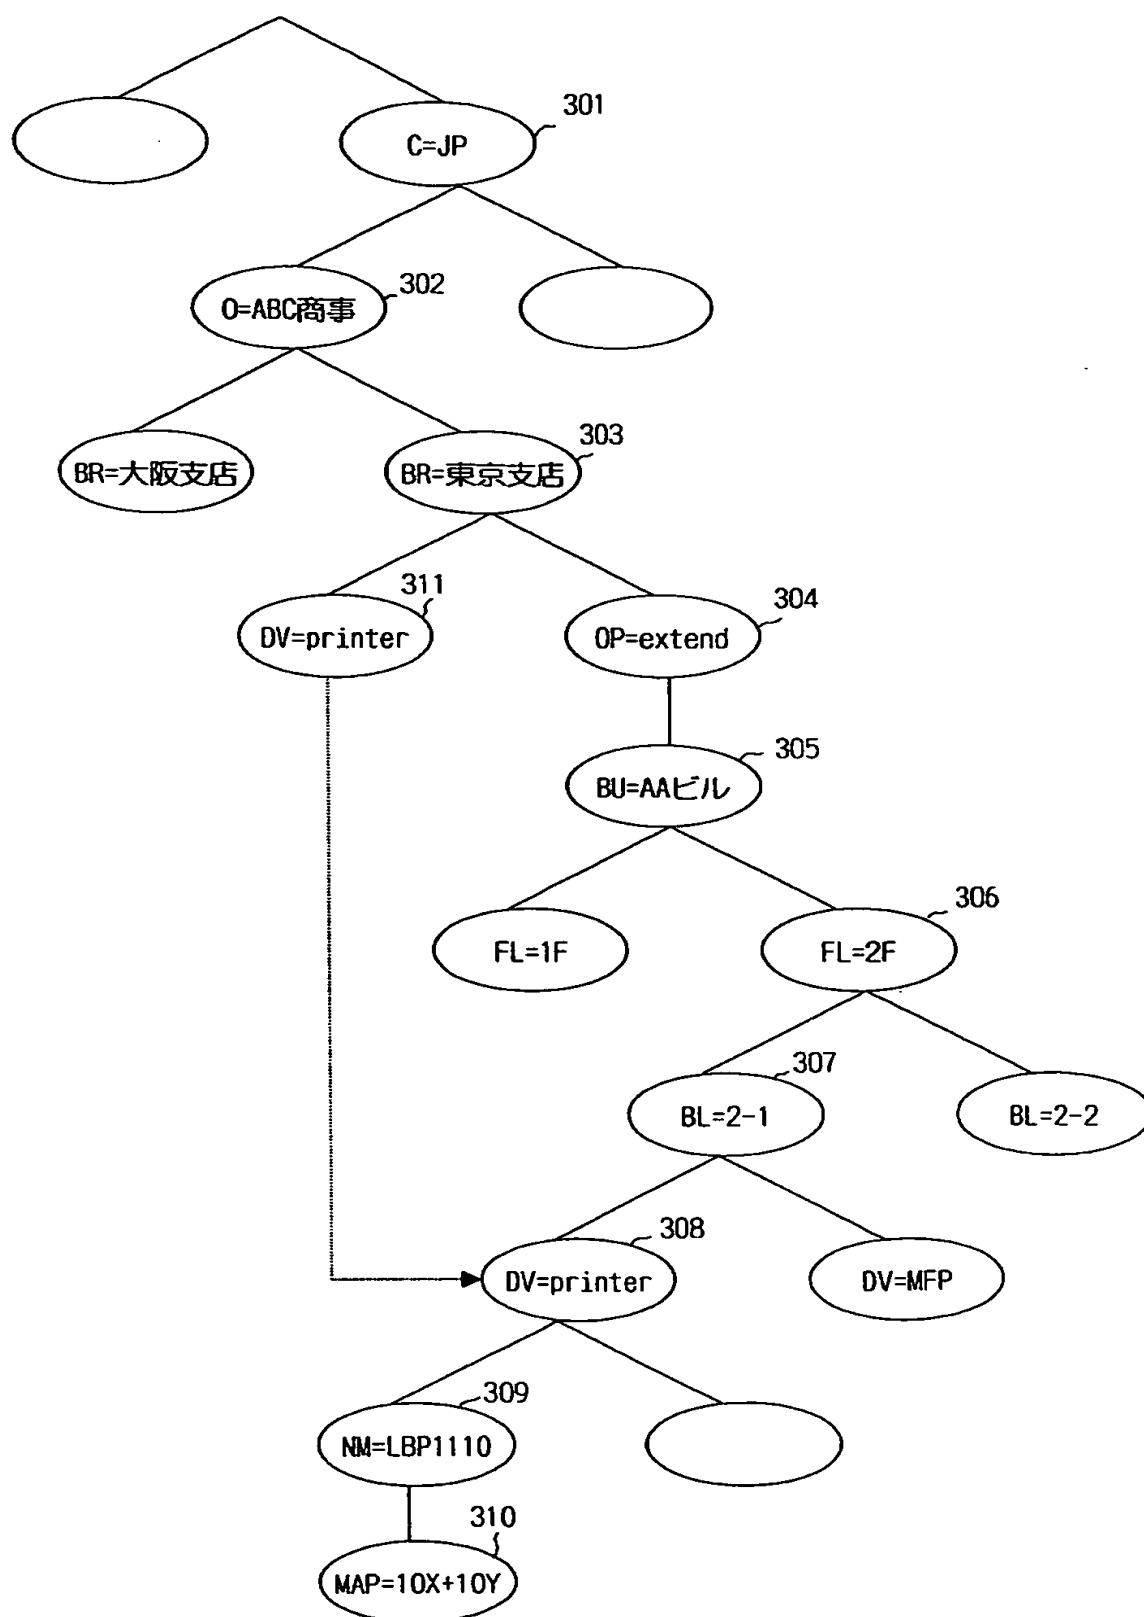 301
C=JP
302
O=ABC商事
303
BR=大阪支店
BR=東京支店
311
304
DV=printer
OP=extend
305
BU=AAビル
306
FL=1F
FL=2F
307
BL=2-1
BL=2-2
308
DV=printer
DV=MFP
309
NM=LBP1110
310
MAP=10X+10Y